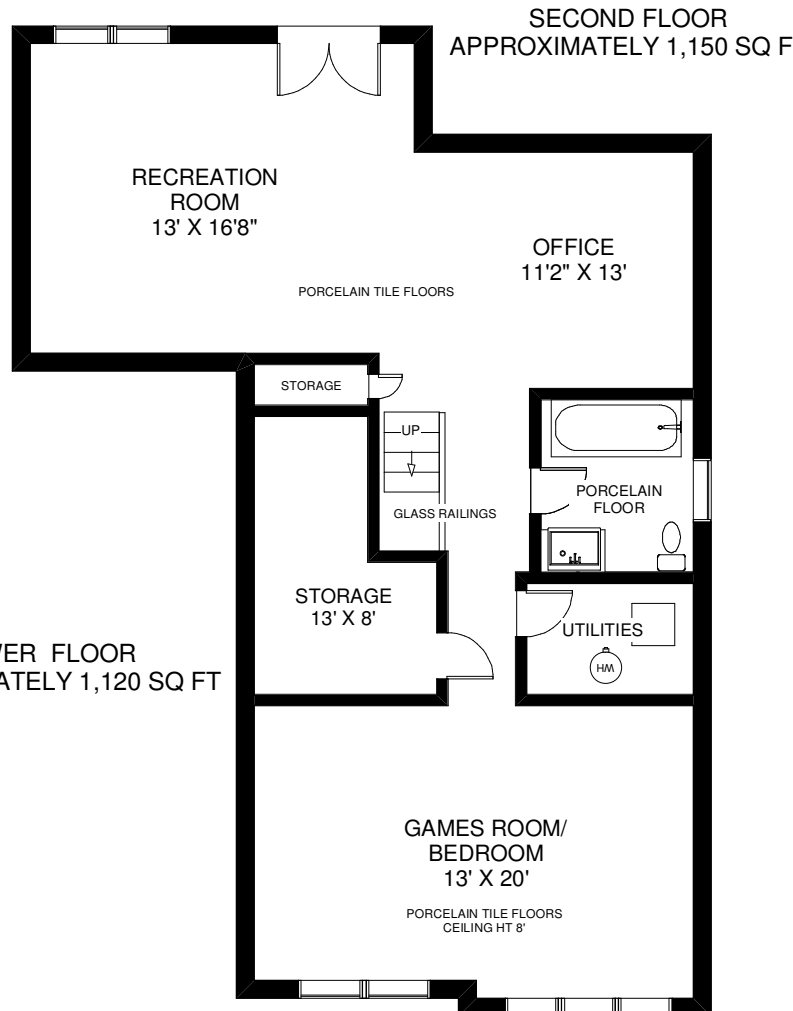 SECOND FLOOR
APPROXIMATELY 1,150 SQ F
RECREATION
ROOM
13' X 16'8"
OFFICE
11'2" X 13'
PORCELAIN TILE FLOORS
STORAGE
UP
GLASS RAILINGS
PORCELAIN
FLOOR
STORAGE
13' X 8'
UTILITIES
HW
FLOOR
1,120 SQ FT
GAMES ROOM/
BEDROOM
13' X 20'
PORCELAIN TILE FLOORS
CEILING HT 8'